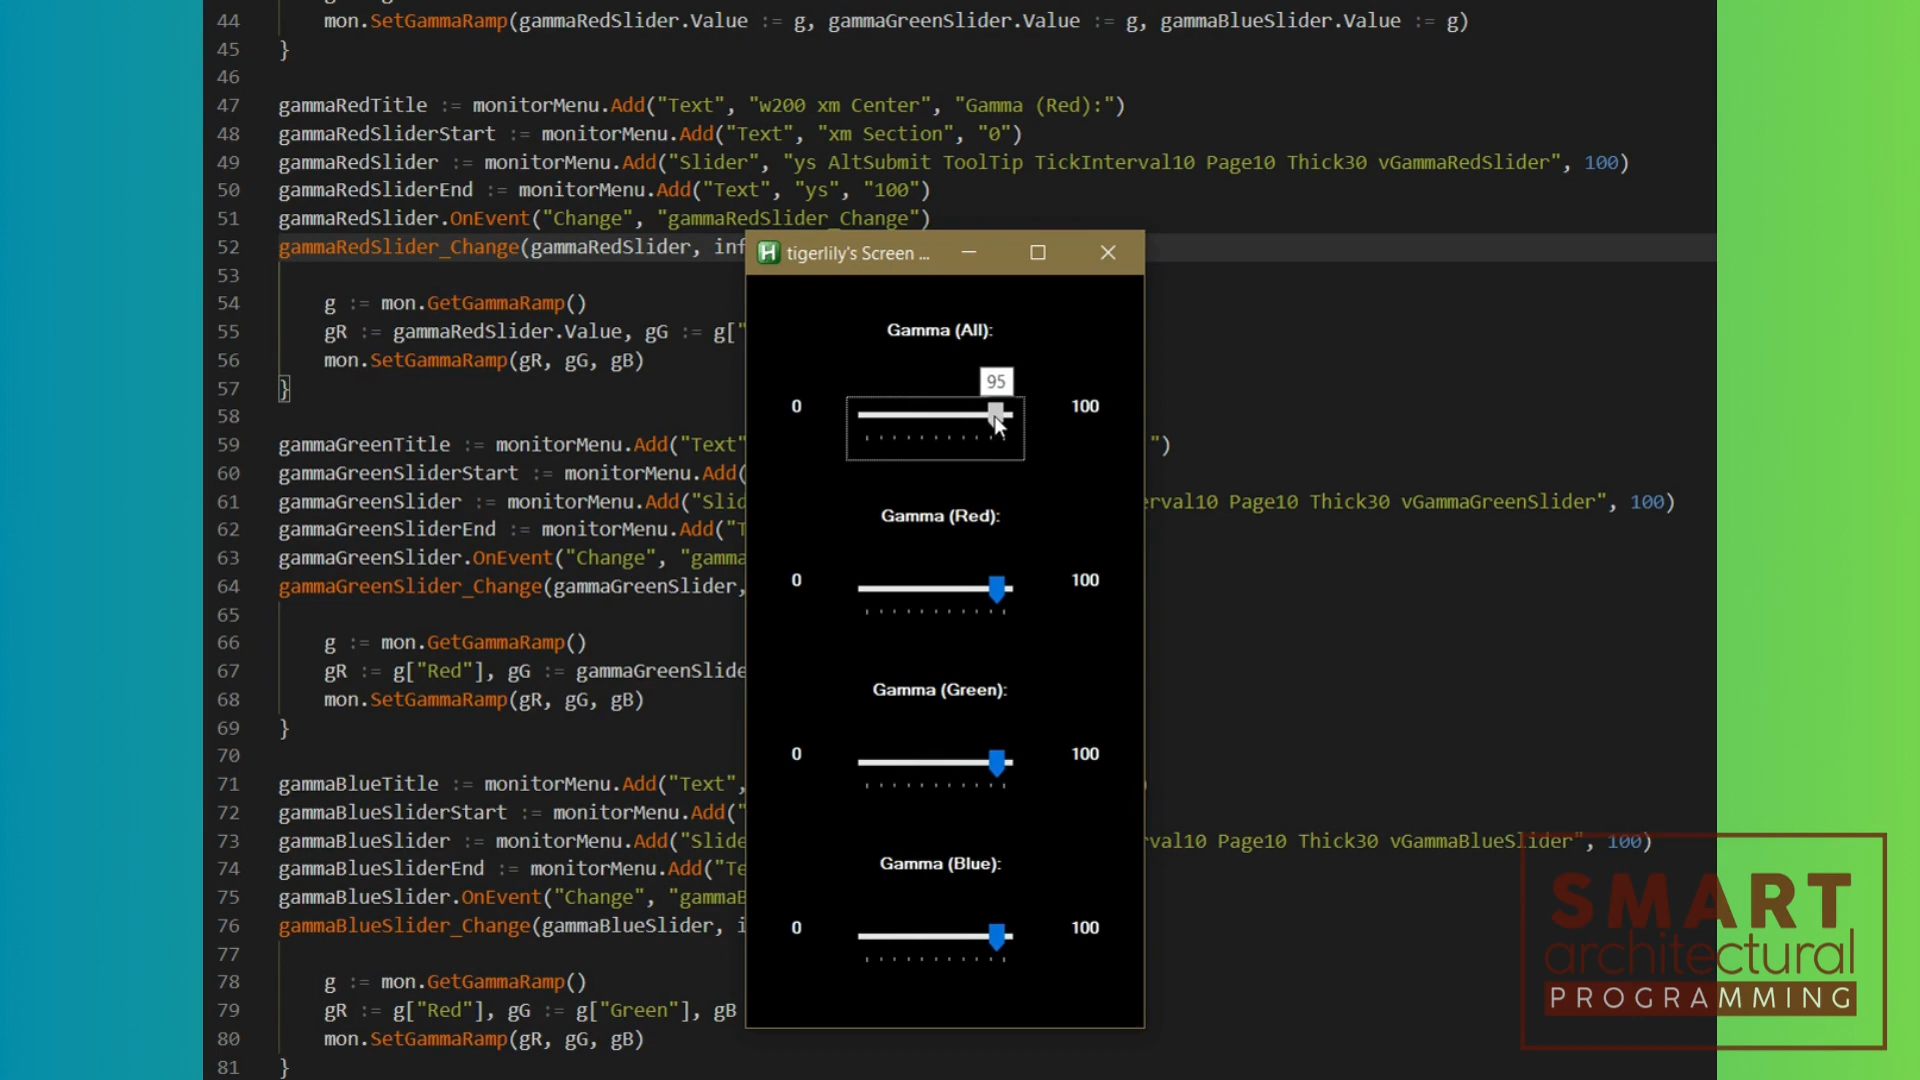 44 mon.SetGammaRamp(gammaRedSlider.Value := g, gammaGreenSlider.Value := g, gammaBlueSlider.Value := g)
45 }
46
47 gammaRedTitle := monitorMenu.Add("Text", "w200 xm Center", "Gamma (Red):")
48 gammaRedSliderStart := monitorMenu.Add("Text", "xm Section", "0")
49 gammaRedSlider := monitorMenu.Add("Slider", "ys AltSubmit ToolTip TickInterval10 Page10 Thick30 vGammaRedSlider", 100)
50 gammaRedSliderEnd := monitorMenu.Add("Text", "ys", "100")
51 gammaRedSlider.OnEvent("Change", "gammaRedSlider_Change")
52 gammaRedSlider_Change(gammaRedSlider, inf
53
54 g := mon.GetGammaRamp()
55 gR := gammaRedSlider.Value, gG := g["
56 mon.SetGammaRamp(gR, gG, gB)
57 }
58
59 gammaGreenTitle := monitorMenu.Add("Text" ")
60 gammaGreenSliderStart := monitorMenu.Add(
61 gammaGreenSlider := monitorMenu.Add("Slid rval10 Page10 Thick30 vGammaGreenSlider", 100)
62 gammaGreenSliderEnd := monitorMenu.Add("T
63 gammaGreenSlider.OnEvent("Change", "gamma
64 gammaGreenSlider_Change(gammaGreenSlider,
65
66 g := mon.GetGammaRamp()
67 gR := g["Red"], gG := gammaGreenSlide
68 mon.SetGammaRamp(gR, gG, gB)
69 }
70
71 gammaBlueTitle := monitorMenu.Add("Text",
72 gammaBlueSliderStart := monitorMenu.Add("
73 gammaBlueSlider := monitorMenu.Add("Slide rval10 Page10 Thick30 vGammaBlueSlider", 100)
74 gammaBlueSliderEnd := monitorMenu.Add("Te
75 gammaBlueSlider.OnEvent("Change", "gammaB
76 gammaBlueSlider_Change(gammaBlueSlider, i
77
78 g := mon.GetGammaRamp()
79 gR := g["Red"], gG := g["Green"], gB
80 mon.SetGammaRamp(gR, gG, gB)
81 }
H tigerlily's Screen ...
Gamma (All):
95
0 100
Gamma (Red):
0 100
Gamma (Green):
0 100
Gamma (Blue):
0 100
SMART
architectural
PROGRAMMING